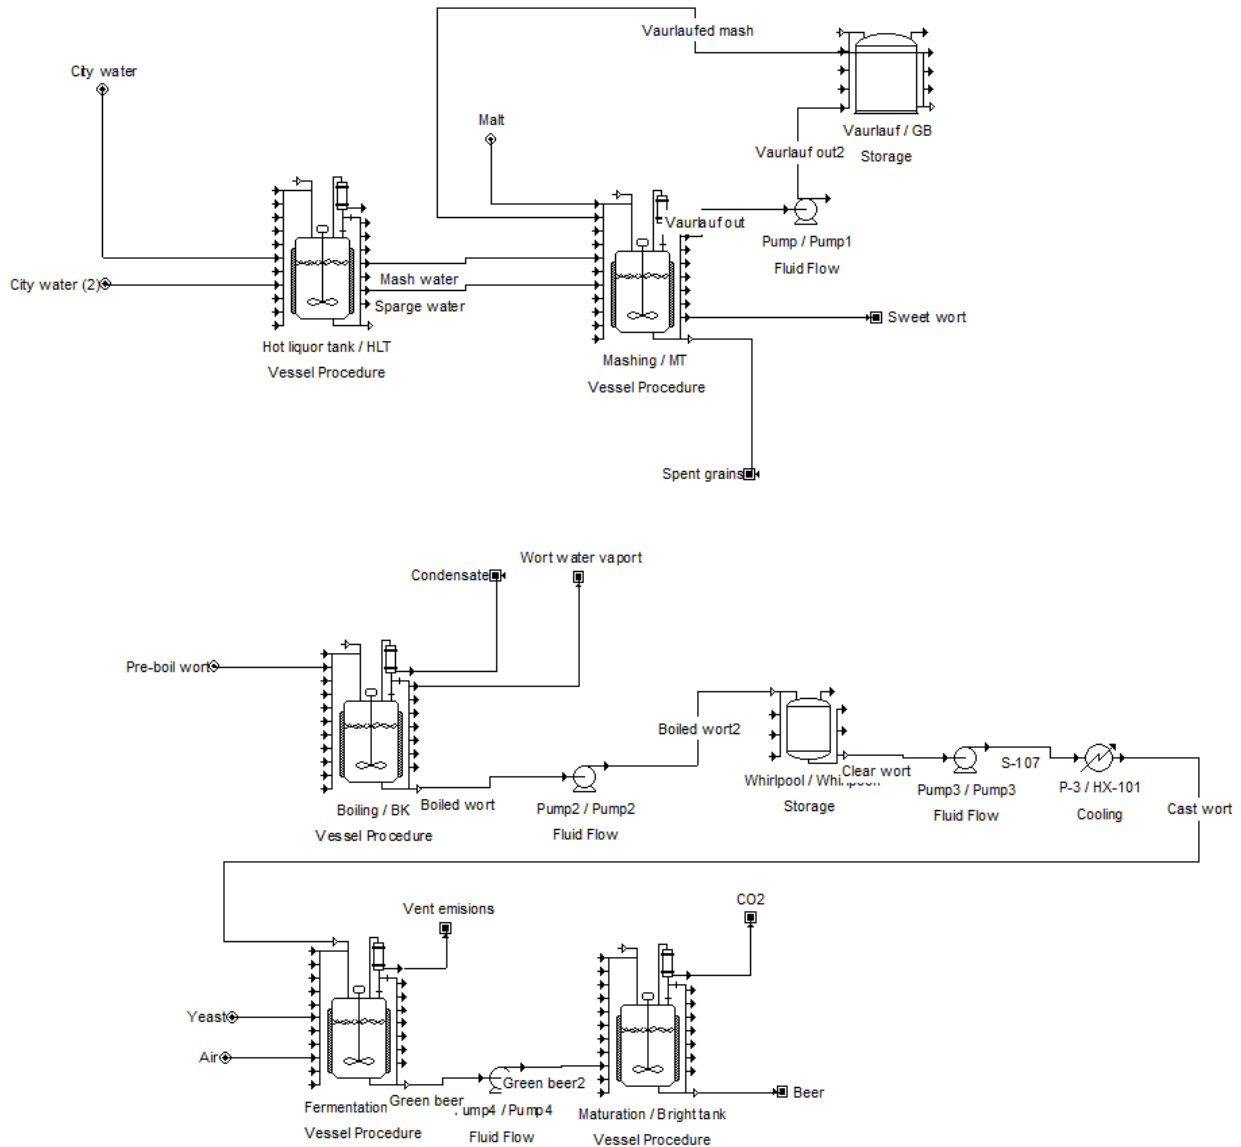 Vaurlaufed mash
City water
Malt
Vaurlauf / GB
Storage
Vaurlauf out2
Vaurlauf out
Pump / Pump1
Fluid Flow
City water (2)
Mash water
Sparge water
Sweet wort
Hot liquor tank / HLT
Vessel Procedure
Mashing / MT
Vessel Procedure
Spent grains
Wort water vaport
Condensate
Pre-boil wort
Boiled wort2
Clear wort
S-107
Whirlpool /
Storage
Pump3 / Pump3
Fluid Flow
P-3 / HX-101
Cooling
Cast wort
Boiled wort
Boiling / BK
Vessel Procedure
Pump2 / Pump2
Fluid Flow
CO2
Vent emisions
Yeast
Air
Green beer
Green beer2
Beer
Fermentation
Vessel Procedure
/ Pump4
Fluid Flow
Maturation / Bright tank
Vessel Procedure